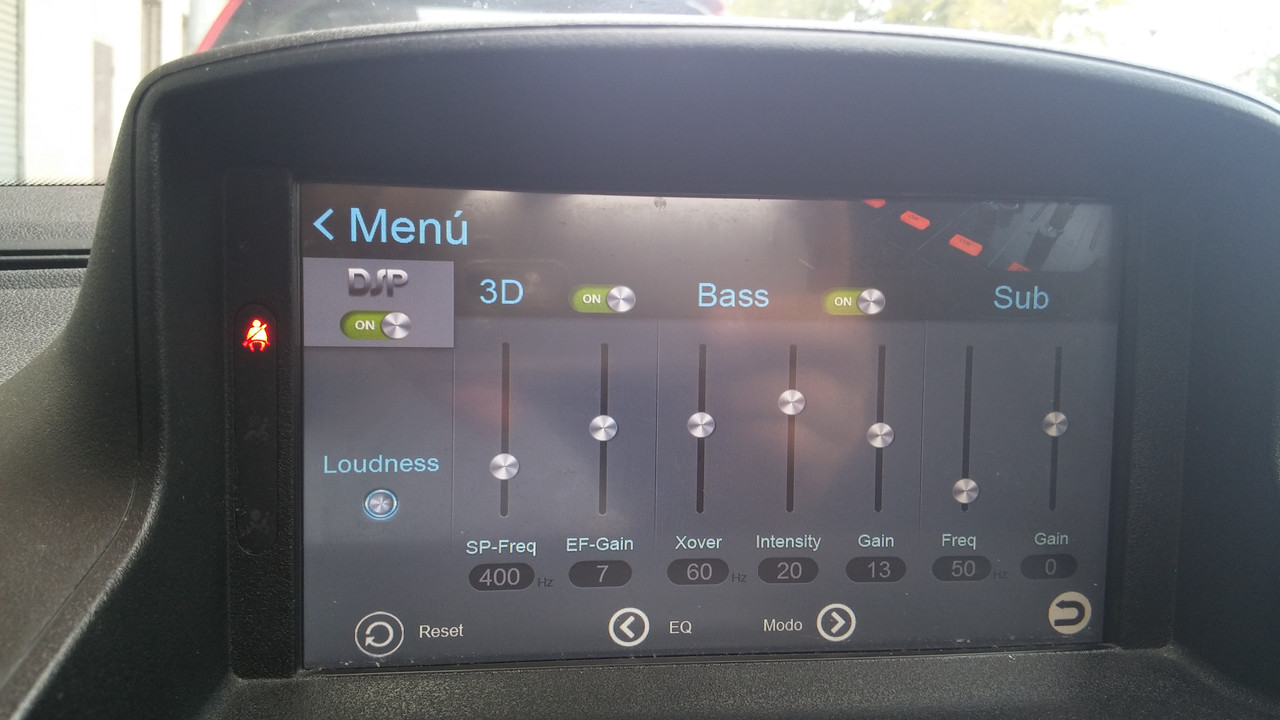 < Menú
DSP
ON
3D ON
Bass ON
Sub
Loudness
SP-Freq EF-Gain Xover Intensity Gain Freq Gain
400 Hz 7 60 Hz 20 13 50 Hz 0
Reset EQ Modo